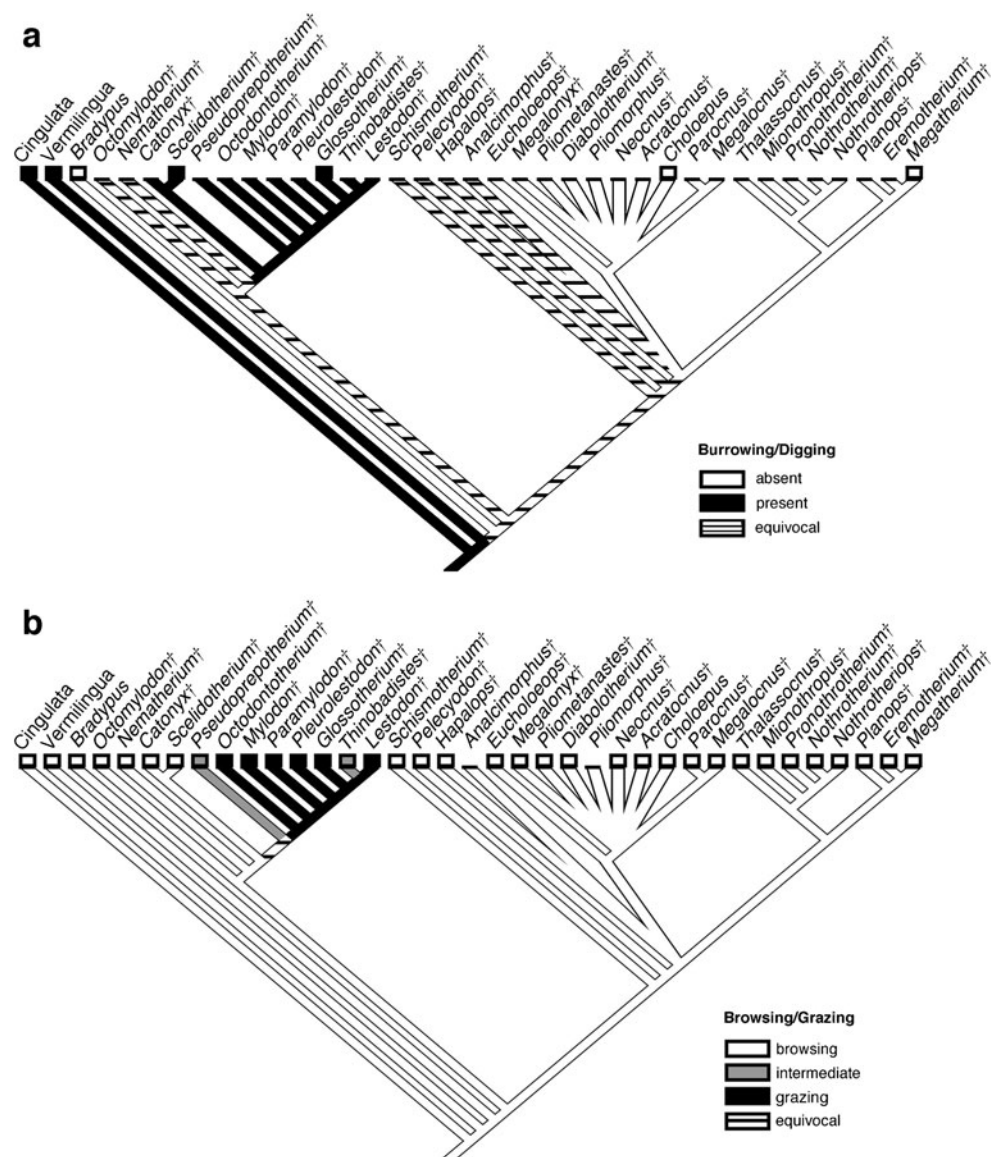 a
Cingulata
Vermilingua
Bradypus
Octomylodon†
Nematherium†
Catonyx†
Scelidotherium†
Pseudoprepotherium†
Octodontotherium†
Mylodon†
Paramylodon†
Pleurolestodon†
Glossotherium†
Thinobadistes†
Lestodon†
Schismotherium†
Pelecyodon†
Hapalops†
Analcimorphus†
Eucholoeops†
Megalonyx†
Pliometanastes†
Diabolotherium†
Pliomorphus†
Neocnus†
Acratocnus†
Choloepus
Parocnus†
Megalocnus†
Thalassocnus†
Mionothropus†
Pronothrotherium†
Nothrotherium†
Nothrotheriops†
Planops†
Eremotherium†
Megatherium†
Burrowing/Digging
absent
present
equivocal
b
Cingulata
Vermilingua
Bradypus
Octomylodon†
Nematherium†
Catonyx†
Scelidotherium†
Pseudoprepotherium†
Octodontotherium†
Mylodon†
Paramylodon†
Pleurolestodon†
Glossotherium†
Thinobadistes†
Lestodon†
Schismotherium†
Pelecyodon†
Hapalops†
Analcimorphus†
Eucholoeops†
Megalonyx†
Pliometanastes†
Diabolotherium†
Pliomorphus†
Neocnus†
Acratocnus†
Choloepus
Parocnus†
Megalocnus†
Thalassocnus†
Mionothropus†
Pronothrotherium†
Nothrotherium†
Nothrotheriops†
Planops†
Eremotherium†
Megatherium†
Browsing/Grazing
browsing
intermediate
grazing
equivocal